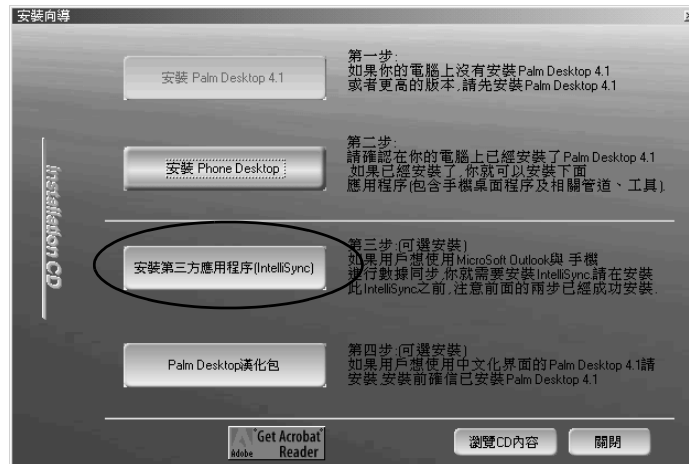 安裝向導
安裝 Palm Desktop 4.1
第一步:
如果你的電腦上沒有安裝Palm Desktop 4.1
或者更高的版本,請先安裝Palm Desktop 4.1
安裝 Phone Desktop
第二步:
請確認在你的電腦上已經安裝了Palm Desktop 4.1
.如果已經安裝了,你就可以安裝下面
應用程序(包含手機桌面程序及相關管道、工具).
Installation CD
安裝第三方應用程序(IntelliSync)
第三步:(可選安裝)
如果用戶想使用MicroSoft Outlook與 手機
進行數據同步,你就需要安裝IntelliSync.請在安裝
此IntelliSync之前,注意前面的兩步已經成功安裝.
Palm Desktop漢化包
第四步:(可選安裝)
如果用戶想使用中文化界面的Palm Desktop 4.1請
安裝,安裝前確信已安裝Palm Desktop 4.1
Adobe
Get Acrobat
Reader
瀏覽CD內容
關閉